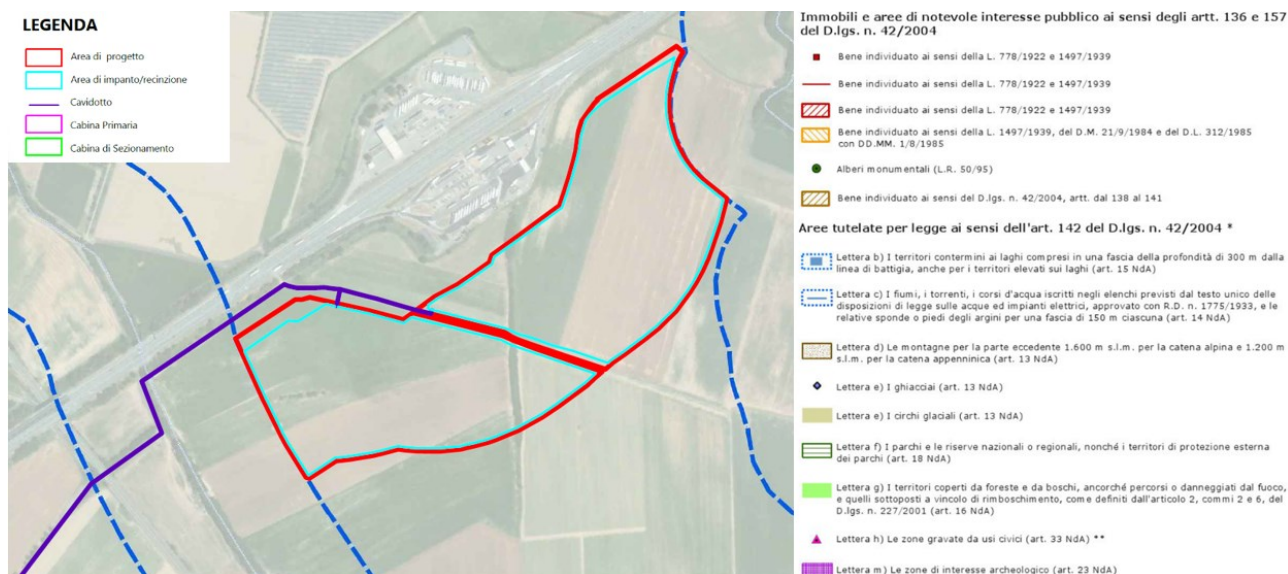 LEGENDA
Area di progetto
Area di impanto/recinzione
Cavidotto
Cabina Primaria
Cabina di Sezionamento
Immobili e aree di notevole interesse pubblico ai sensi degli artt. 136 e 157
del D.lgs. n. 42/2004
Bene individuato ai sensi della L. 778/1922 e 1497/1939
Bene individuato ai sensi della L. 778/1922 e 1497/1939
Bene individuato ai sensi della L. 778/1922 e 1497/1939
Bene individuato ai sensi della L. 1497/1939, del D.M. 21/9/1984 e del D.L. 312/1985
con DD.MM. 1/8/1985
Alberi monumentali (L.R. 50/95)
Bene individuato ai sensi del D.lgs. n. 42/2004, artt. dal 138 al 141
Aree tutelate per legge ai sensi dell'art. 142 del D.lgs. n. 42/2004 *
Lettera b) I territori contermini ai laghi compresi in una fascia della profondità di 300 m dalla
linea di battigia, anche per i territori elevati sui laghi (art. 15 NdA)
Lettera c) I fiumi, i torrenti, i corsi d'acqua iscritti negli elenchi previsti dal testo unico delle
disposizioni di legge sulle acque ed impianti elettrici, approvato con R.D. n. 1775/1933, e le
relative sponde o piedi degli argini per una fascia di 150 m ciascuna (art. 14 NdA)
Lettera d) Le montagne per la parte eccedente 1.600 m s.l.m. per la catena alpina e 1.200 m
s.l.m. per la catena appenninica (art. 13 NdA)
Lettera e) I ghiacciai (art. 13 NdA)
Lettera e) I circhi glaciali (art. 13 NdA)
Lettera f) I parchi e le riserve nazionali o regionali, nonché i territori di protezione esterna
dei parchi (art. 18 NdA)
Lettera g) I territori coperti da foreste e da boschi, ancorché percorsi o danneggiati dal fuoco,
e quelli sottoposti a vincolo di rimboschimento, come definiti dall'articolo 2, commi 2 e 6, del
D.lgs. n. 227/2001 (art. 16 NdA)
Lettera h) Le zone gravate da usi civici (art. 33 NdA) **
Lettera m) Le zone di interesse archeologico (art. 23 NdA)